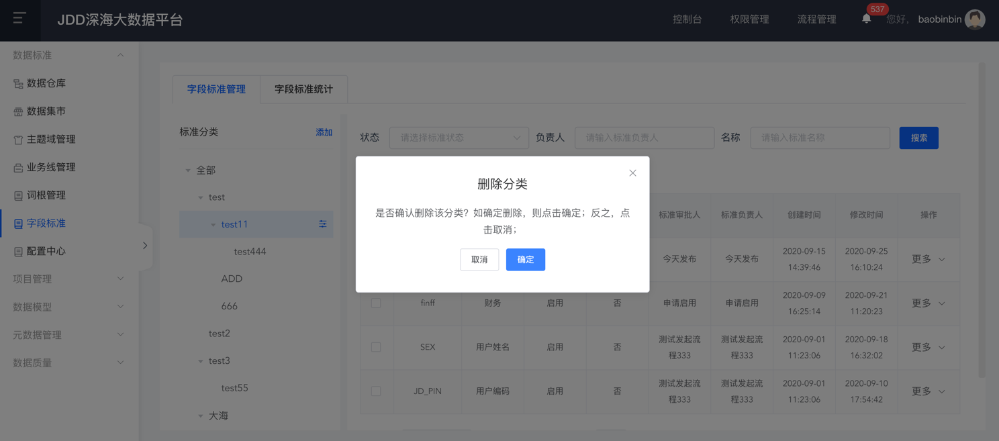 JDD深海大数据平台
控制台
权限管理
流程管理
537
您好，
baobinbin
数据标准
数据仓库
数据集市
主题域管理
业务线管理
词根管理
字段标准
配置中心
项目管理
数据模型
元数据管理
数据质量
字段标准管理
字段标准统计
标准分类
添加
全部
test
test11
test444
ADD
666
test2
test3
test55
大海
状态
请选择标准状态
负责人
请输入标准负责人
名称
请输入标准名称
搜索
删除分类
是否确认删除该分类？如确定删除，则点击确定；反之，点
击取消；
取消
确定
标准审批人
标准负责人
创建时间
修改时间
操作
今天发布
今天发布
2020-09-15
14:39:46
2020-09-25
16:10:24
更多
finff
财务
启用
否
申请启用
申请启用
2020-09-09
16:25:14
2020-09-21
11:20:23
更多
SEX
用户姓名
启用
否
测试发起流
程333
测试发起流
程333
2020-09-01
11:23:06
2020-09-18
16:32:02
更多
JD_PIN
用户编码
启用
否
测试发起流
程333
测试发起流
程333
2020-09-01
11:23:06
2020-09-10
17:54:42
更多